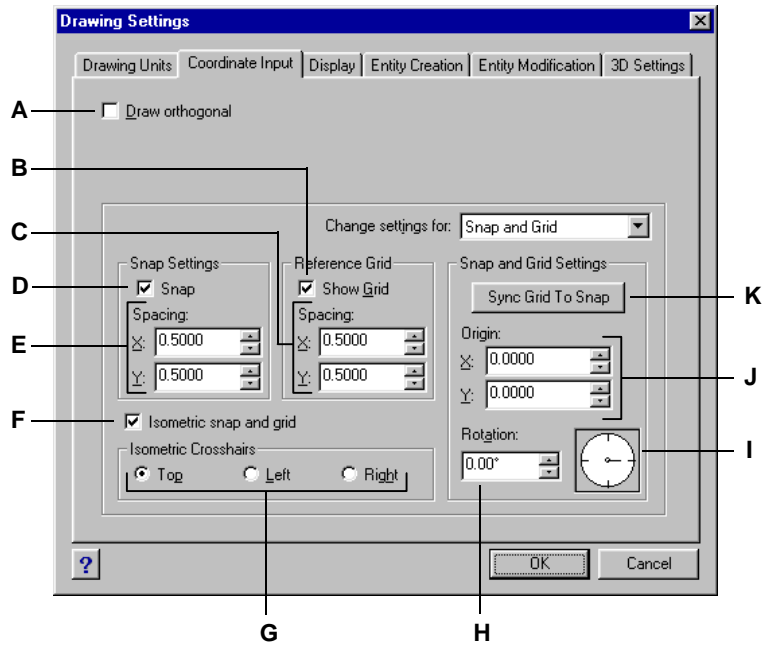 Drawing Settings
Drawing Units Coordinate Input Display Entity Creation Entity Modification 3D Settings
A Draw orthogonal
B
C Change settings for: Snap and Grid
Snap Settings Reference Grid Snap and Grid Settings
D Snap Show Grid Sync Grid To Snap K
Spacing: Spacing: Origin:
E X: 0.5000 X: 0.5000 X: 0.0000 J
Y: 0.5000 Y: 0.5000 Y: 0.0000
F Isometric snap and grid Rotation:
Isometric Crosshairs I
Top Left Right 0.00°
? OK Cancel
G H